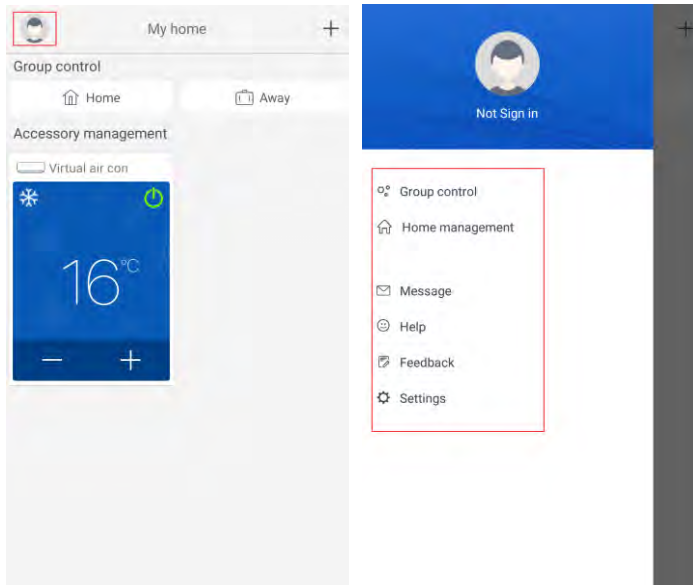 My home +
Group control
Home
Away
Accessory management
Virtual air con
16°C
− +
Not Sign in
Group control
Home management
Message
Help
Feedback
Settings